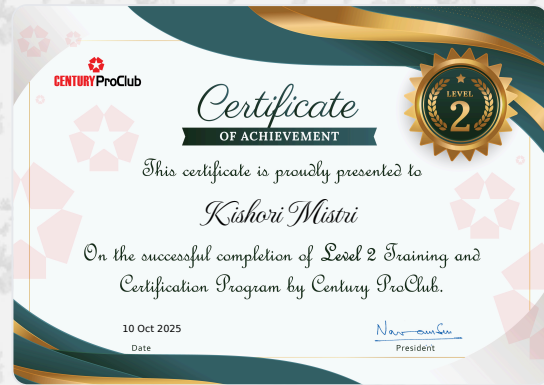 CENTURY ProClub
LEVEL
2
Certificate
OF ACHIEVEMENT
This certificate is proudly presented to
Kishori Mistri
On the successful completion of Level 2 Training and
Certification Program by Century ProClub.
10 Oct 2025
Date
President